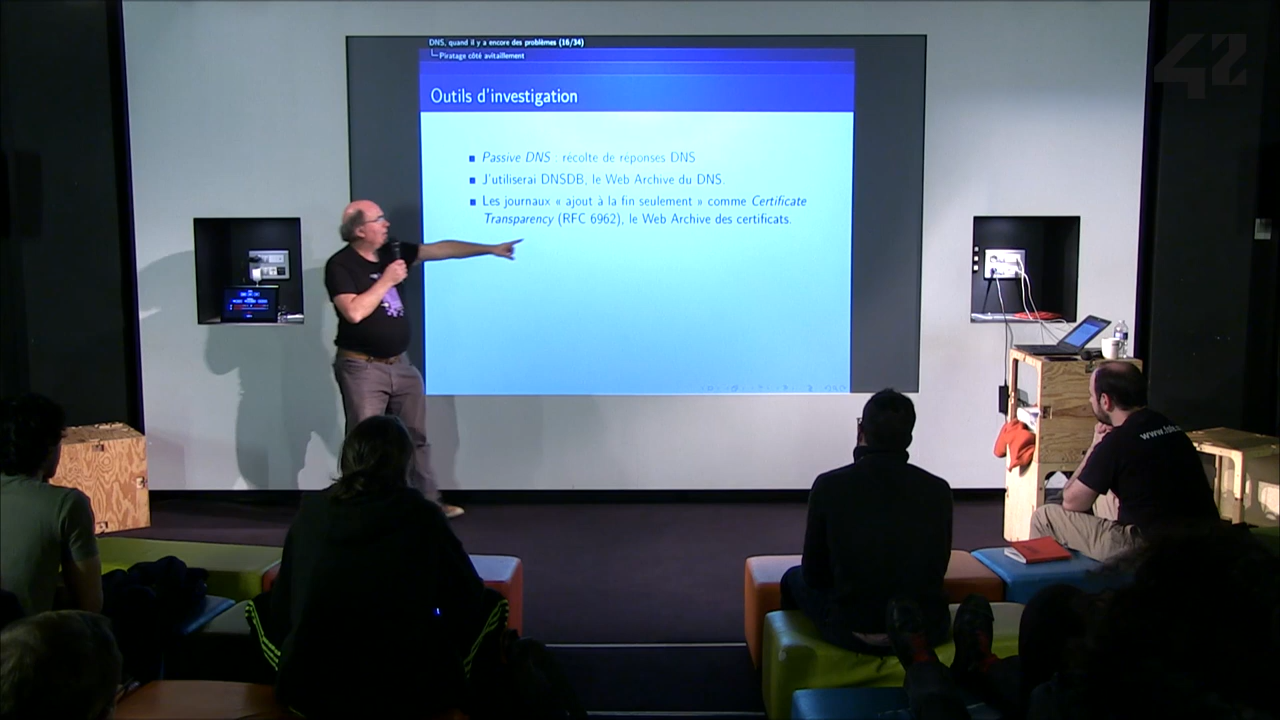 42
DNS, quand il y a encore des problèmes (16/34)
Piratage côté avitaillement
Outils d'investigation
Passive DNS : récolte de réponses DNS
J'utiliserai DNSDB, le Web Archive du DNS.
Les journaux « ajout à la fin seulement » comme Certificate
Transparency (RFC 6962), le Web Archive des certificats.